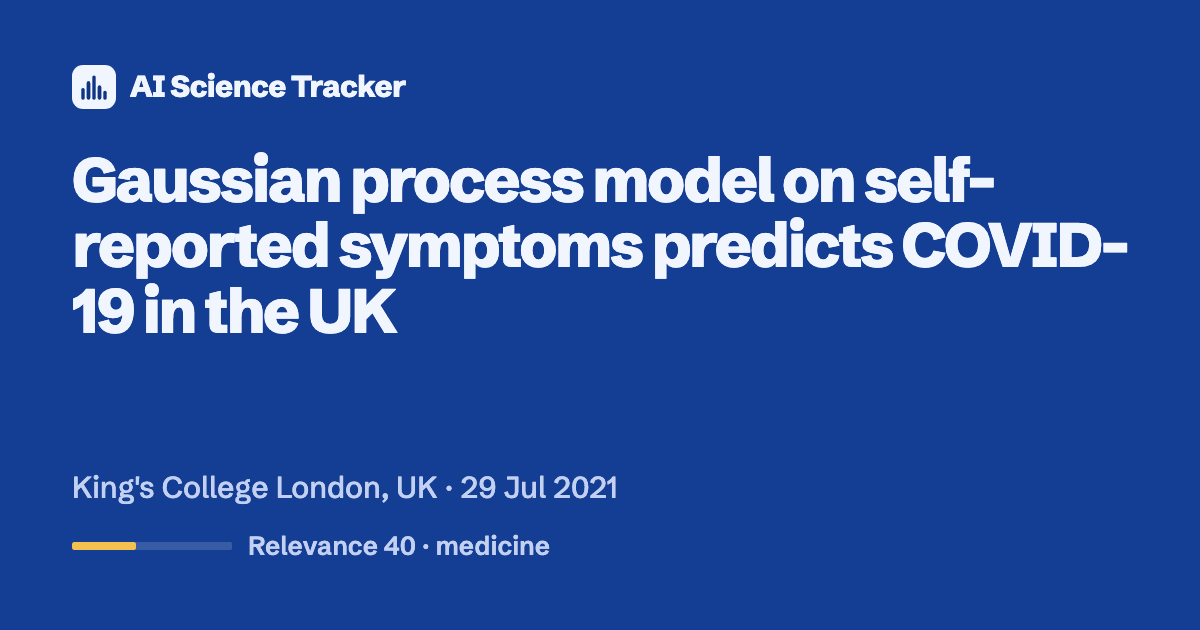 AI Science Tracker
Gaussian process model on self-
reported symptoms predicts COVID-
19 in the UK
King's College London, UK · 29 Jul 2021
Relevance 40 · medicine